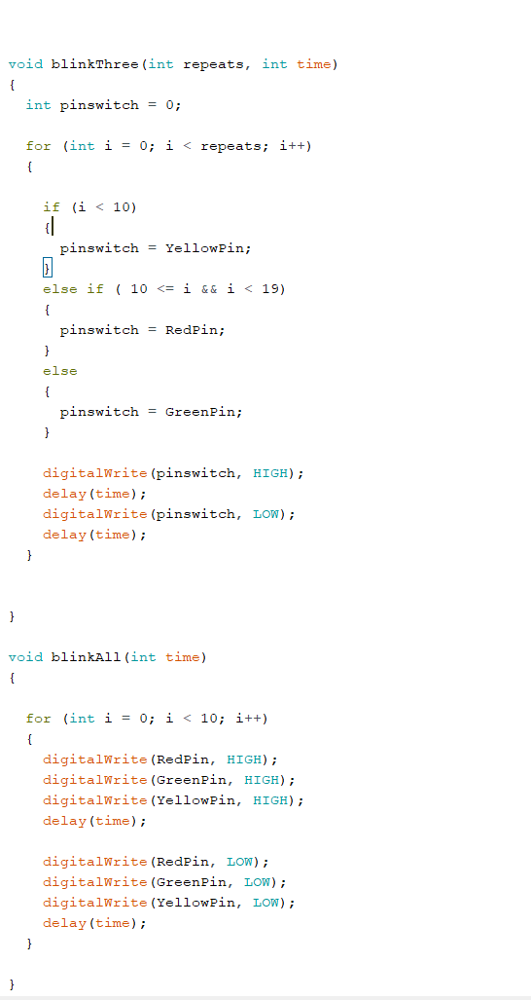 void blinkThree(int repeats, int time)
{
  int pinswitch = 0;

  for (int i = 0; i < repeats; i++)
  {

    if (i < 10)
    {
      pinswitch = YellowPin;
    }
    else if ( 10 <= i && i < 19)
    {
      pinswitch = RedPin;
    }
    else
    {
      pinswitch = GreenPin;
    }

    digitalWrite(pinswitch, HIGH);
    delay(time);
    digitalWrite(pinswitch, LOW);
    delay(time);
  }


}

void blinkAll(int time)
{

  for (int i = 0; i < 10; i++)
  {
    digitalWrite(RedPin, HIGH);
    digitalWrite(GreenPin, HIGH);
    digitalWrite(YellowPin, HIGH);
    delay(time);

    digitalWrite(RedPin, LOW);
    digitalWrite(GreenPin, LOW);
    digitalWrite(YellowPin, LOW);
    delay(time);
  }

}